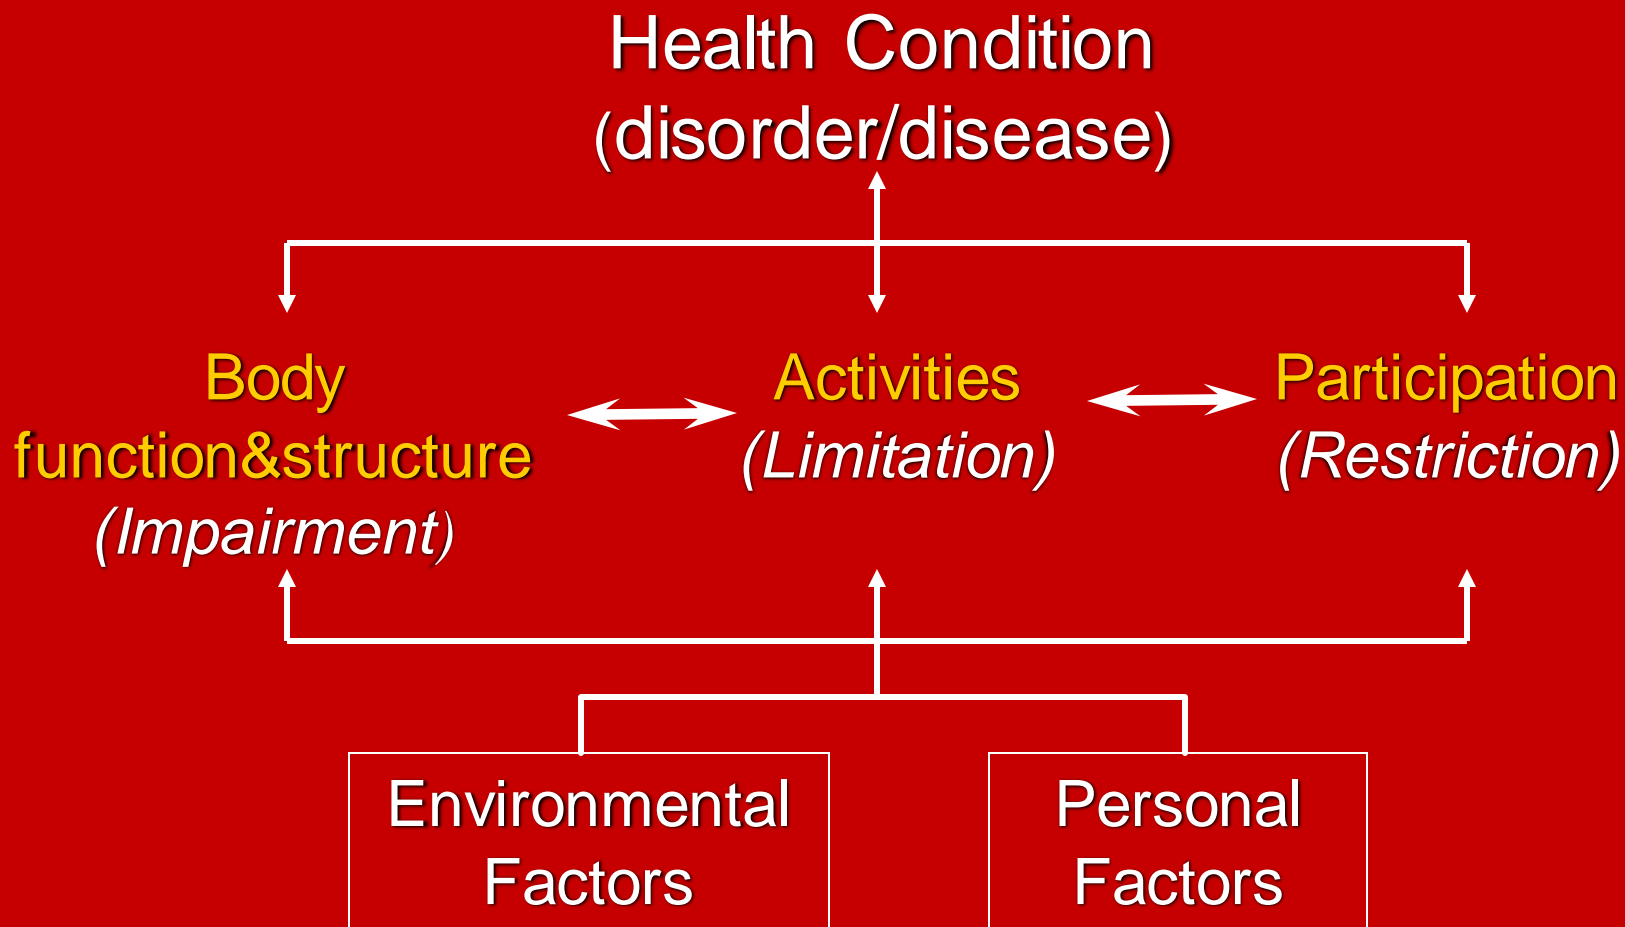 Health Condition
(disorder/disease)
Body
function&structure
(Impairment)
Activities
(Limitation)
Participation
(Restriction)
Environmental
Factors
Personal
Factors